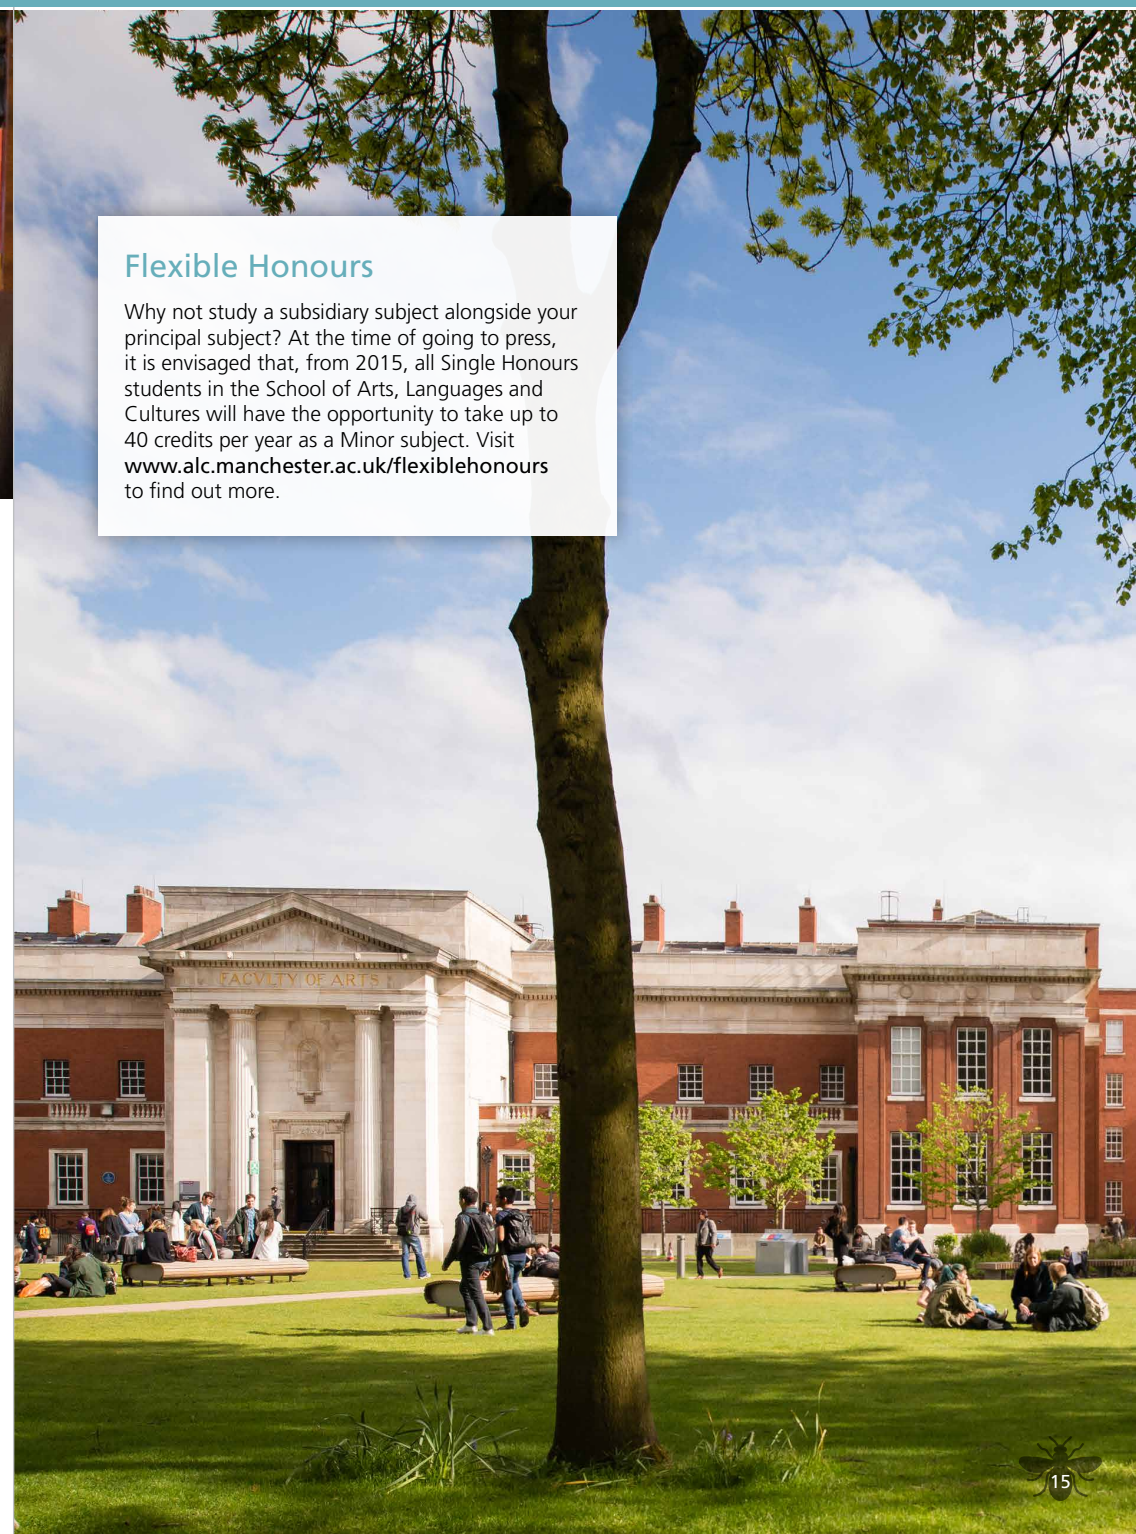 Flexible Honours
Why not study a subsidiary subject alongside your
principal subject? At the time of going to press,
it is envisaged that, from 2015, all Single Honours
students in the School of Arts, Languages and
Cultures will have the opportunity to take up to
40 credits per year as a Minor subject. Visit
www.alc.manchester.ac.uk/flexiblehonours
to find out more.
FACVLTY OF ARTS
15